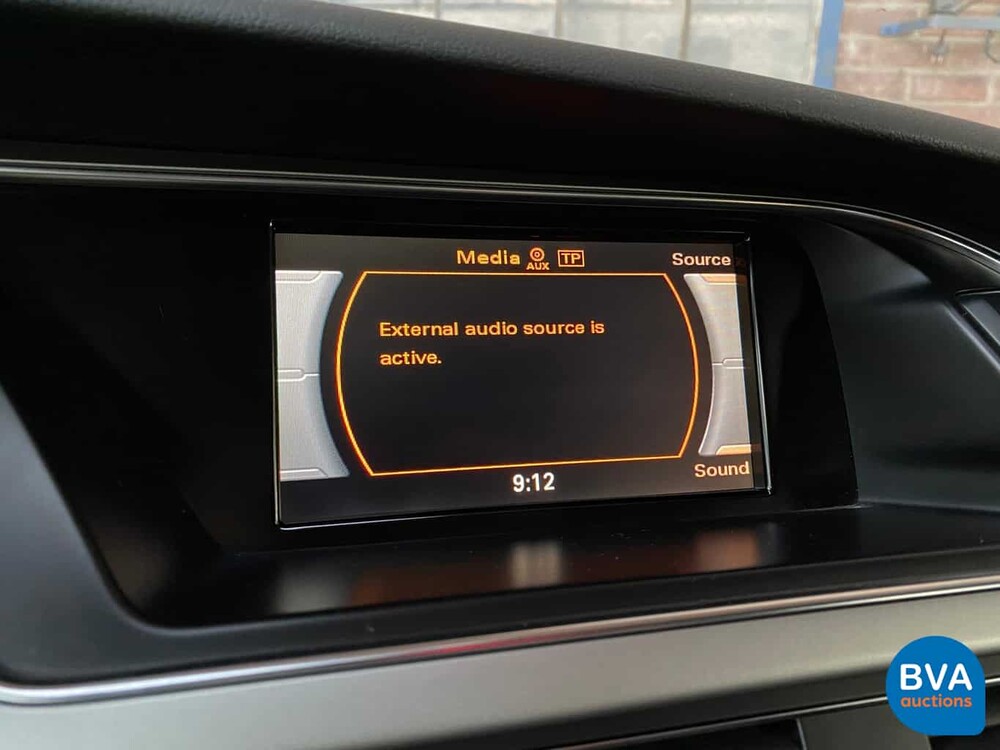 Media AUX TP Source
External audio source is
active.
Sound
9:12
BVA
auctions